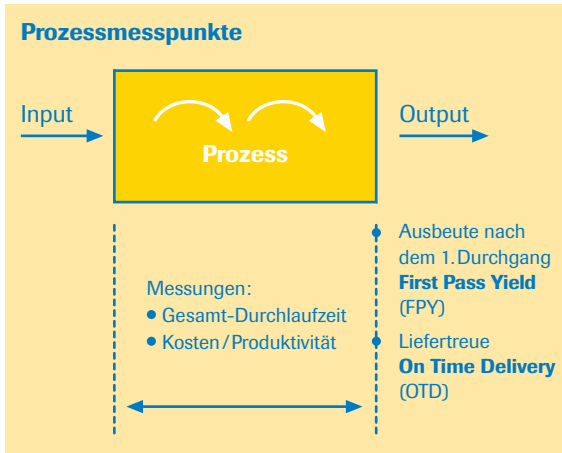 Prozessmesspunkte
Input
Prozess
Output
Messungen:
Gesamt-Durchlaufzeit
Kosten/Produktivität
Ausbeute nach
dem 1. Durchgang
First Pass Yield
(FPY)
Liefertreue
On Time Delivery
(OTD)